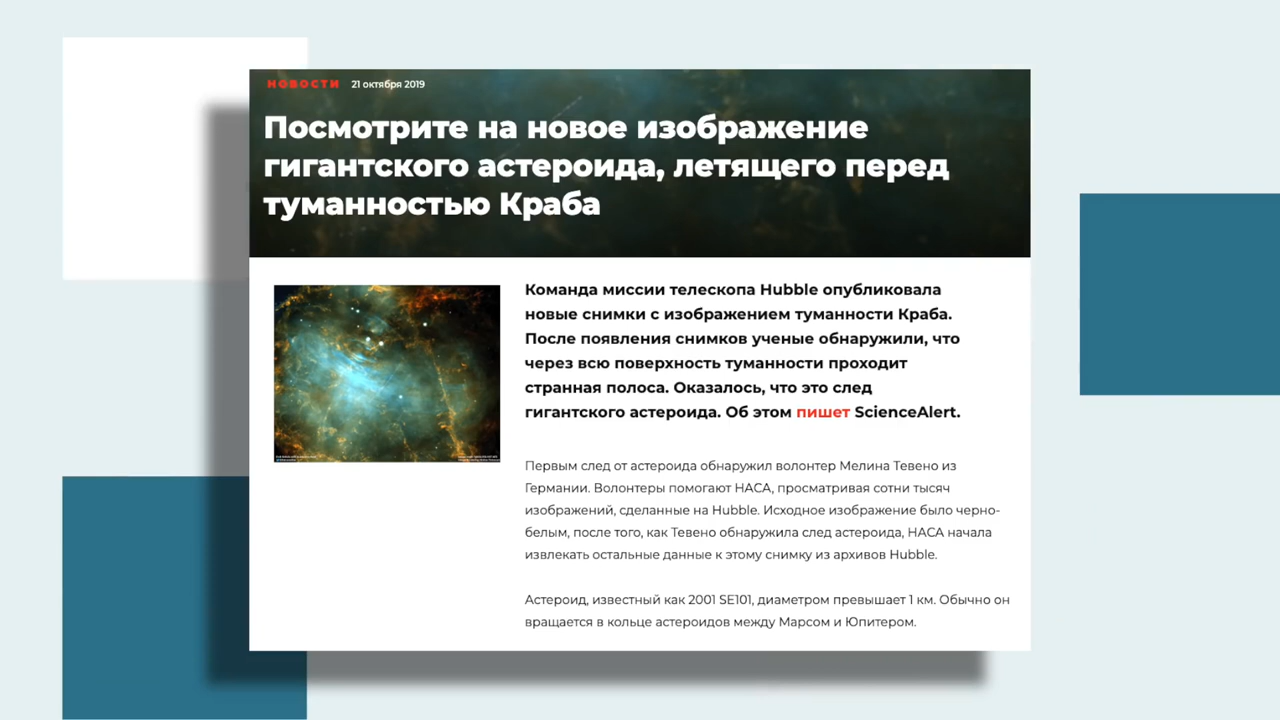 НОВОСТИ 21 октября 2019
Посмотрите на новое изображение
гигантского астероида, летящего перед
туманностью Краба
Команда миссии телескопа Hubble опубликовала
новые снимки с изображением туманности Краба.
После появления снимков ученые обнаружили, что
через всю поверхность туманности проходит
странная полоса. Оказалось, что это след
гигантского астероида. Об этом пишет ScienceAlert.
Первым след от астероида обнаружил волонтер Мелина Тевено из
Германии. Волонтеры помогают НАСА, просматривая сотни тысяч
изображений, сделанные на Hubble. Исходное изображение было черно-
белым, после того, как Тевено обнаружила след астероида, НАСА начала
извлекать остальные данные к этому снимку из архивов Hubble.
Астероид, известный как 2001 SE101, диаметром превышает 1 км. Обычно он
вращается в кольце астероидов между Марсом и Юпитером.